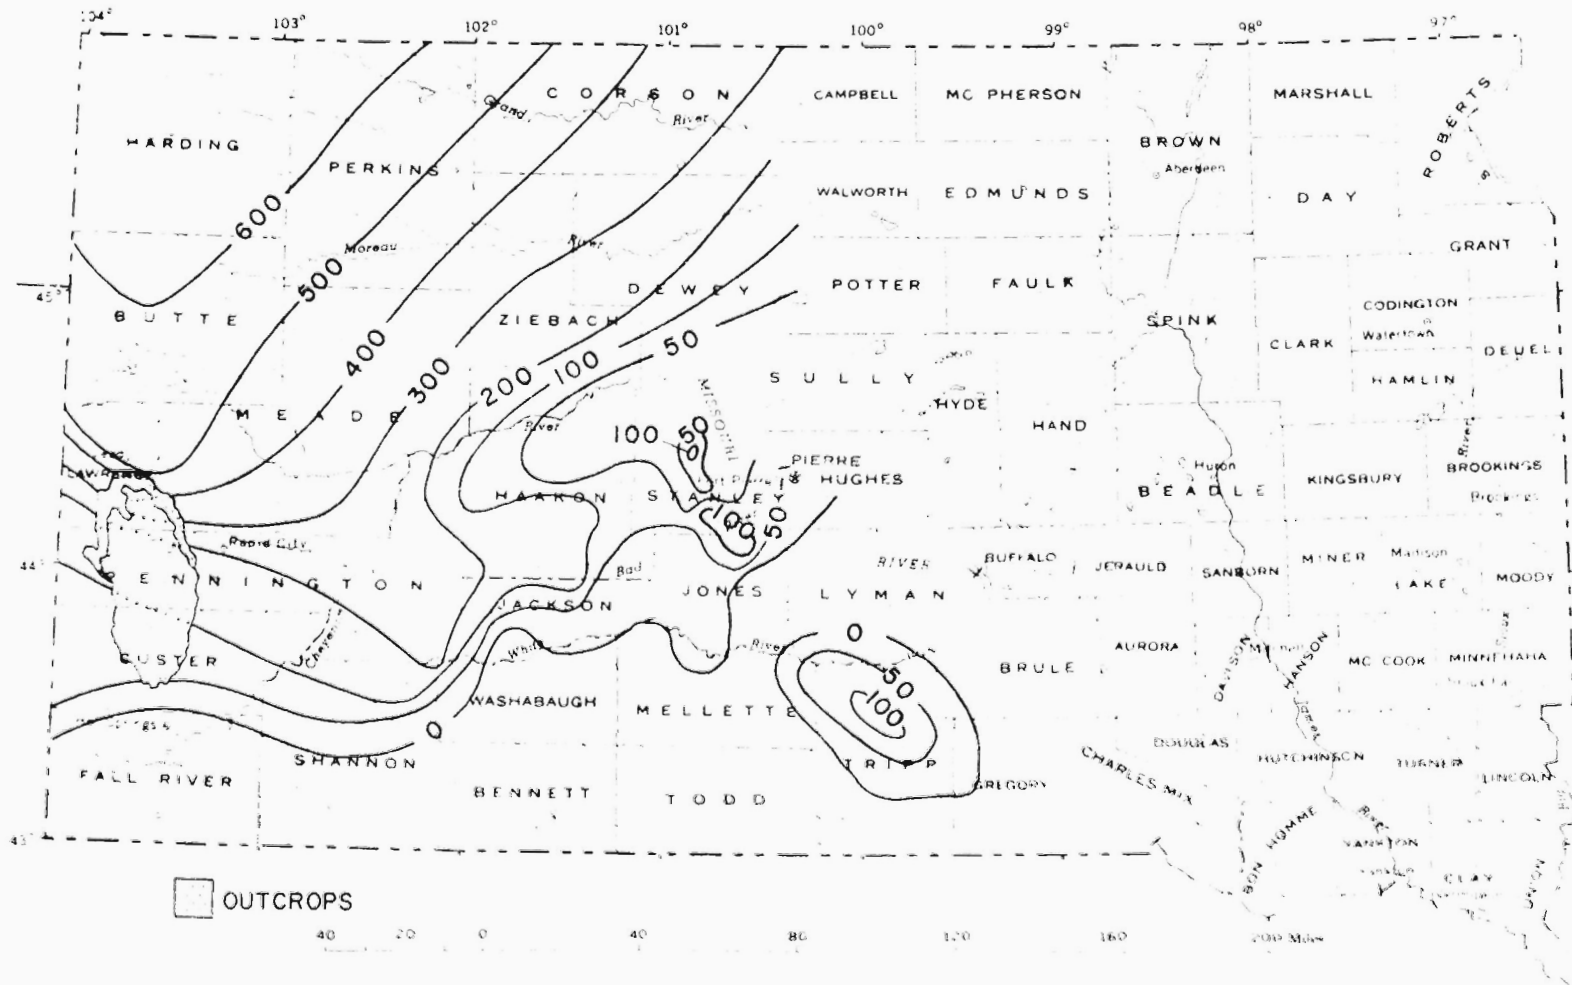 104° 103° 102° 101° 100° 99° 98° 97°
CORSON CAMPBELL MC PHERSON MARSHALL
Grand River
HARDING PERKINS BROWN ROBERTS
Aberdeen
WALWORTH EDMUNDS DAY
600 Moreau River GRANT
500
45° DEWEY POTTER FAULK
BUTTE ZIEBACH SPINK CODINGTON
Watertown
400 100 50 CLARK DEUEL
300 200 SULLY HAMLIN
MEADE HYDE
River MISSOURI HAND
100 50 River
LAWRENCE PIERRE Huron BROOKINGS
HAAKON STANLEY HUGHES BEADLE KINGSBURY
100 50 Brookings
Rapid City
44° Bad RIVER BUFFALO JERAULD SANBORN MINER Madison
PENNINGTON JONES LYMAN LAKE MOODY
JACKSON
Cheyenne White River 0 AURORA DAVISON HANSON
CUSTER BRULE MC COOK MINNEHAHA
50
WASHABAUGH MELLETTE 100
0 James
SHANNON TRIPP DOUGLAS HUTCHINSON TURNER
FALL RIVER GREGORY CHARLES MIX LINCOLN
BENNETT TODD
43° BON HOMME River YANKTON
CLAY UNION
OUTCROPS
40 20 0 40 80 120 160 200 Miles